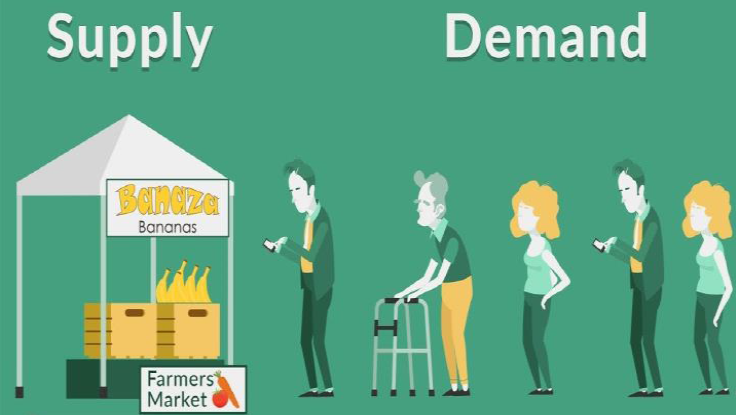 Supply
Demand
Banaza
Bananas
Farmers'
Market